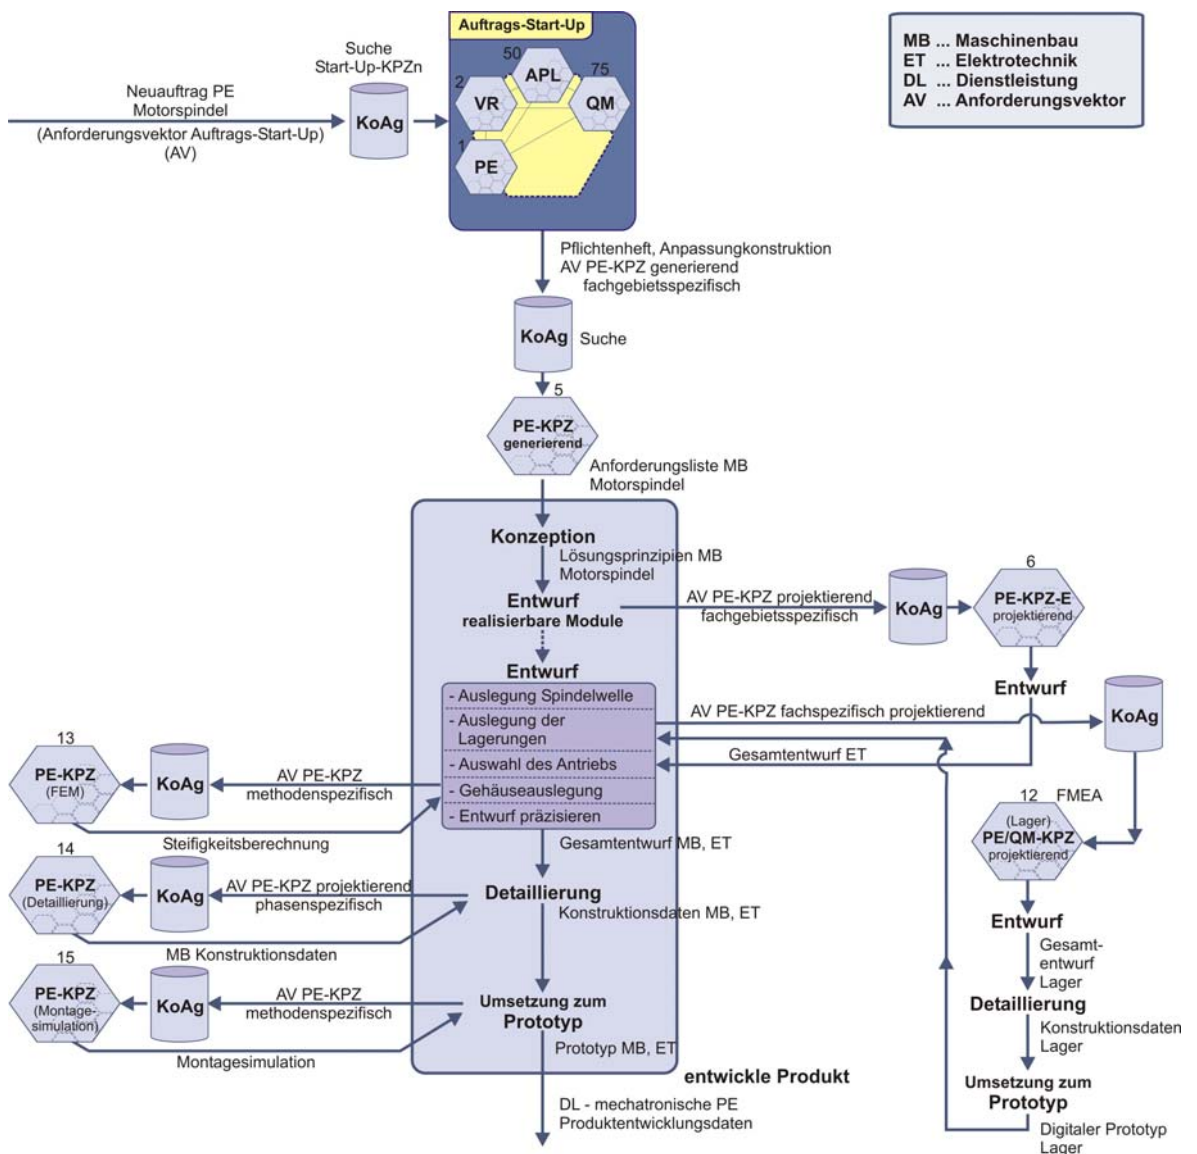 Auftrags-Start-Up
MB ... Maschinenbau
ET ... Elektrotechnik
DL ... Dienstleistung
AV ... Anforderungsvektor
Suche
Start-Up-KPZn
Neuauftrag PE
Motorspindel
(Anforderungsvektor Auftrags-Start-Up)
(AV)
KoAg
50
APL
75
2
VR
QM
1
PE
Pflichtenheft, Anpassungkonstruktion
AV PE-KPZ generierend
fachgebietsspezifisch
KoAg
Suche
5
PE-KPZ
generierend
Anforderungsliste MB
Motorspindel
Konzeption
Lösungsprinzipien MB
Motorspindel
Entwurf
realisierbare Module
AV PE-KPZ projektierend
fachgebietsspezifisch
KoAg
6
PE-KPZ-E
projektierend
Entwurf
Entwurf
- Auslegung Spindelwelle
- Auslegung der
Lagerungen
- Auswahl des Antriebs
- Gehäuseauslegung
- Entwurf präzisieren
AV PE-KPZ fachspezifisch projektierend
KoAg
Gesamtentwurf ET
13
PE-KPZ
(FEM)
KoAg
AV PE-KPZ
methodenspezifisch
Steifigkeitsberechnung
Gesamtentwurf MB, ET
12
FMEA
(Lager)
PE/QM-KPZ
projektierend
14
PE-KPZ
(Detaillierung)
KoAg
AV PE-KPZ projektierend
phasenspezifisch
MB Konstruktionsdaten
Detaillierung
Konstruktionsdaten MB, ET
Entwurf
Gesamt-
entwurf
Lager
Detaillierung
Konstruktionsdaten
Lager
15
PE-KPZ
(Montage-
simulation)
KoAg
AV PE-KPZ
methodenspezifisch
Montagesimulation
Umsetzung zum
Prototyp
Prototyp MB, ET
entwickle Produkt
DL - mechatronische PE
Produktentwicklungsdaten
Umsetzung zum
Prototyp
Digitaler Prototyp
Lager